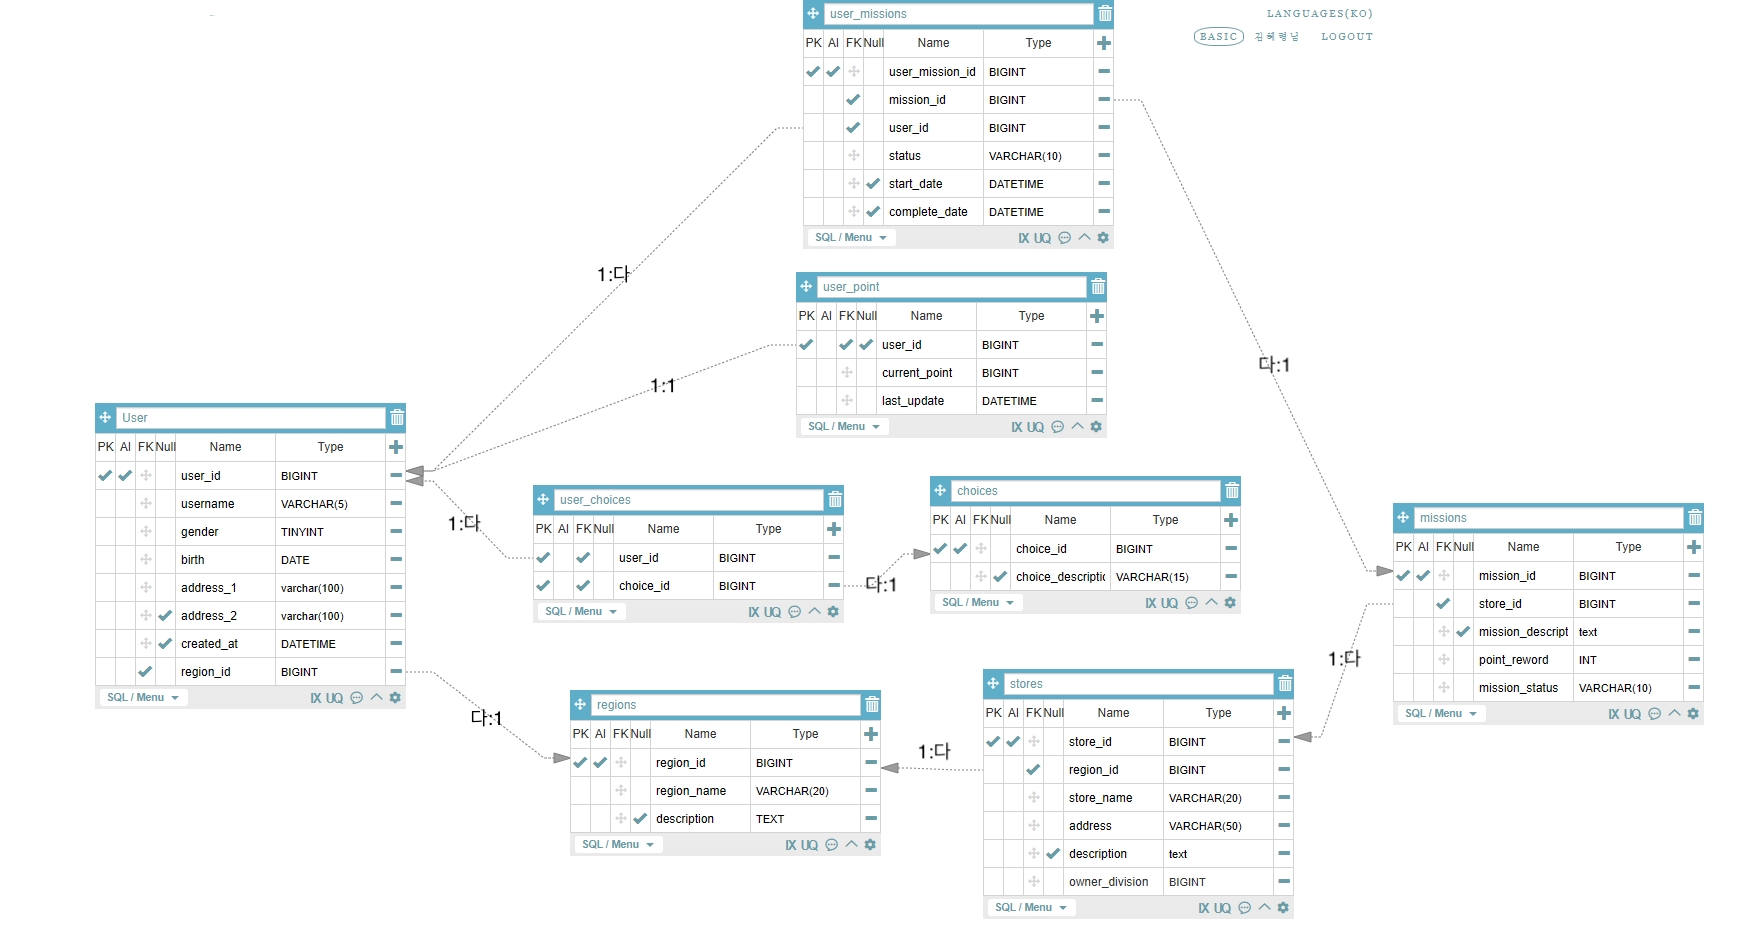 LANGUAGES(KO)
BASIC 김혜령님 LOGOUT
user_missions
PK AI FK Null Name Type
user_mission_id BIGINT
mission_id BIGINT
user_id BIGINT
status VARCHAR(10)
start_date DATETIME
complete_date DATETIME
SQL / Menu IX UQ
1:다
user_point
PK AI FK Null Name Type
user_id BIGINT
current_point BIGINT
last_update DATETIME
SQL / Menu IX UQ
1:1
다:1
User
PK AI FK Null Name Type
user_id BIGINT
username VARCHAR(5)
gender TINYINT
birth DATE
address_1 varchar(100)
address_2 varchar(100)
created_at DATETIME
region_id BIGINT
SQL / Menu IX UQ
1:다
user_choices
PK AI FK Null Name Type
user_id BIGINT
choice_id BIGINT
SQL / Menu IX UQ
다:1
choices
PK AI FK Null Name Type
choice_id BIGINT
choice_descriptic VARCHAR(15)
SQL / Menu IX UQ
missions
PK AI FK Null Name Type
mission_id BIGINT
store_id BIGINT
mission_descript text
point_reword INT
mission_status VARCHAR(10)
SQL / Menu IX UQ
1:다
다:1
regions
PK AI FK Null Name Type
region_id BIGINT
region_name VARCHAR(20)
description TEXT
SQL / Menu IX UQ
1:다
stores
PK AI FK Null Name Type
store_id BIGINT
region_id BIGINT
store_name VARCHAR(20)
address VARCHAR(50)
description text
owner_division BIGINT
SQL / Menu IX UQ